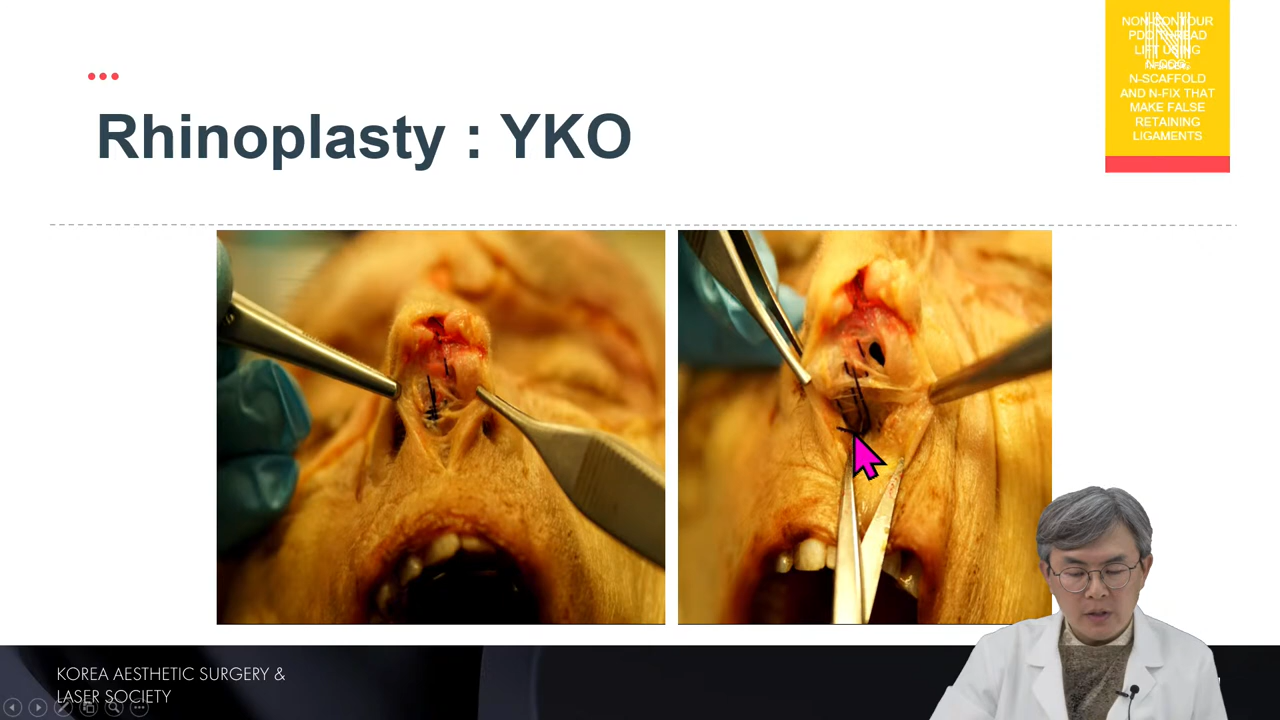 NON-CONTOUR
PDO THREAD
LIFT USING
N-COG,
N-SCAFFOLD
AND N-FIX THAT
MAKE FALSE
RETAINING
LIGAMENTS
Rhinoplasty : YKO
KOREA AESTHETIC SURGERY &
LASER SOCIETY